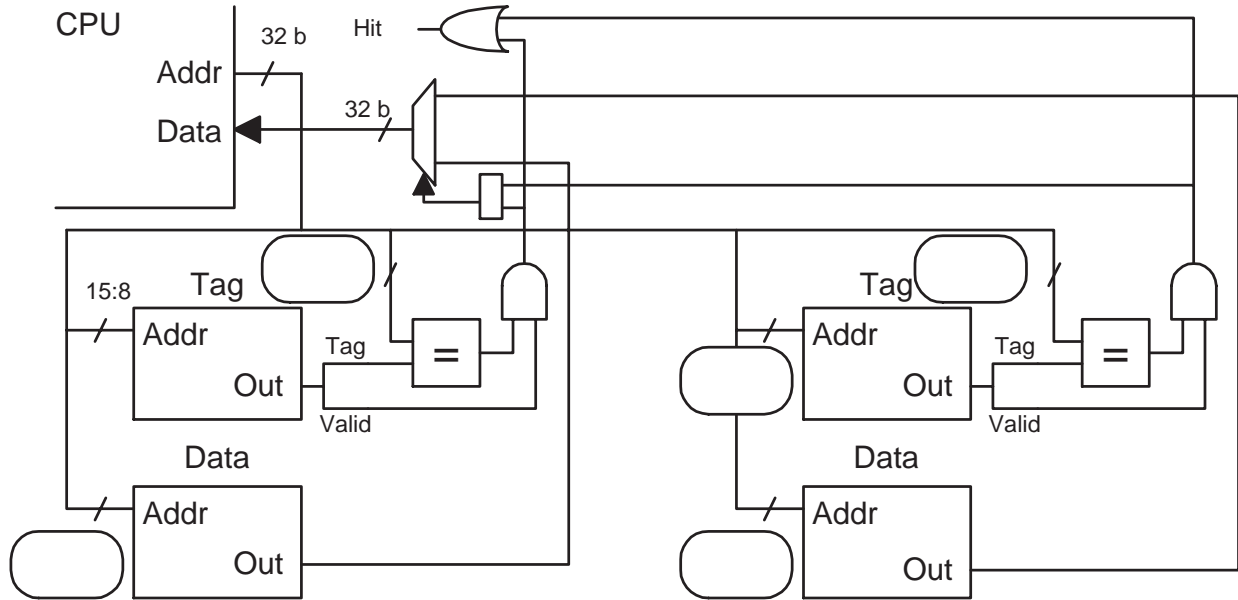 CPU
Hit
32 b
Addr
32 b
Data
Tag
Tag
15:8
Addr
=
Tag
Out
Valid
Addr
=
Tag
Out
Valid
Data
Data
Addr
Out
Addr
Out